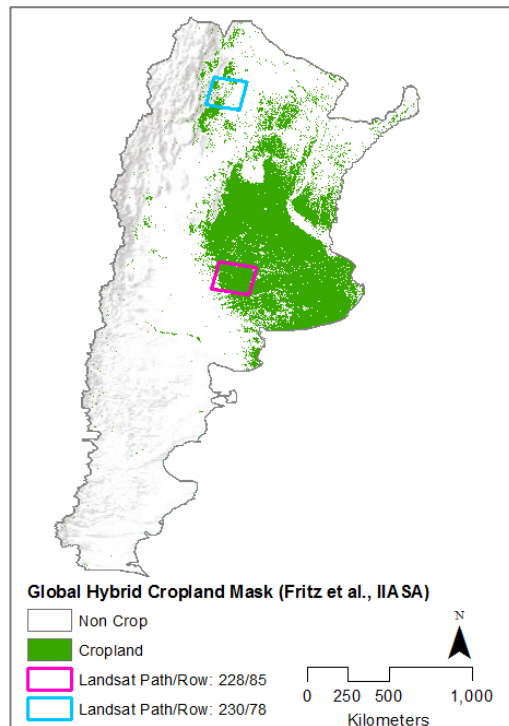 Global Hybrid Cropland Mask (Fritz et al., IIASA)
Non Crop
Cropland
Landsat Path/Row: 228/85
Landsat Path/Row: 230/78
N
0 250 500 1,000
Kilometers